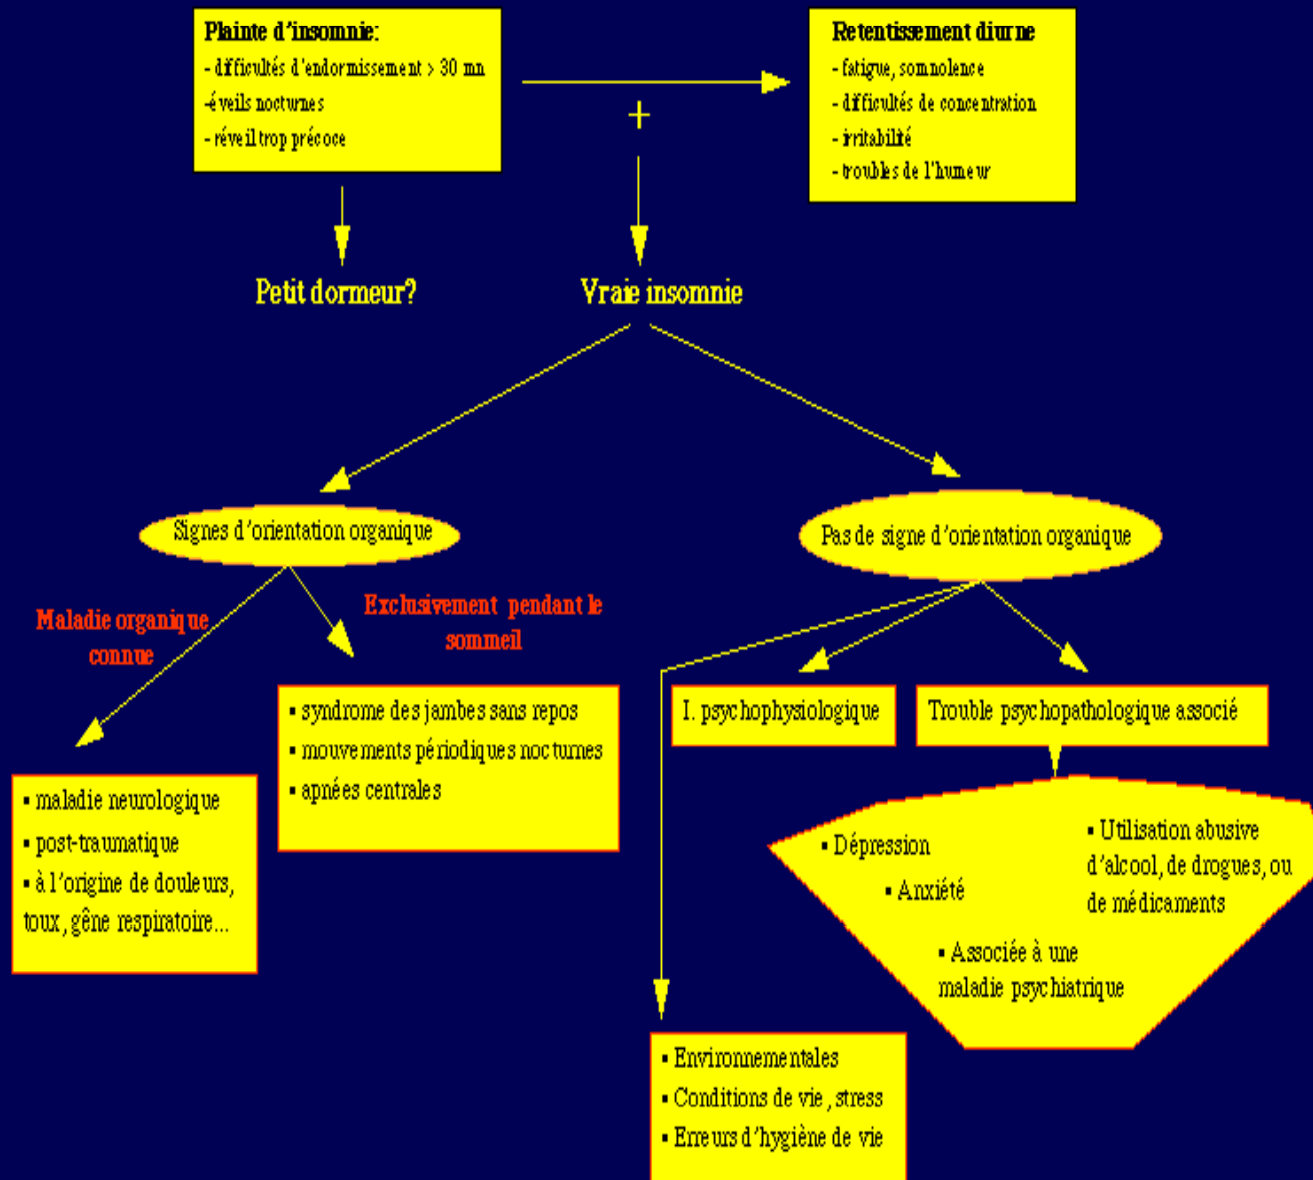 Plainte d'insomnie:
- difficultés d'endormissement > 30 mn
-éveils nocturnes
- réveil trop précoce
+
Retentissement diurne
- fatigue, somnolence
- difficultés de concentration
- irritabilité
- troubles de l'humeur
Petit dormeur?
Vraie insomnie
Signes d'orientation organique
Pas de signe d'orientation organique
Maladie organique
connue
Exclusivement pendant le
sommeil
▪ maladie neurologique
▪ post-traumatique
▪ à l'origine de douleurs,
toux, gêne respiratoire...
▪ syndrome des jambes sans repos
▪ mouvements périodiques nocturnes
▪ apnées centrales
I. psychophysiologique
Trouble psychopathologique associé
▪ Dépression
▪ Anxiété
▪ Utilisation abusive
d'alcool, de drogues, ou
de médicaments
▪ Associée à une
maladie psychiatrique
▪ Environnementales
▪ Conditions de vie, stress
▪ Erreurs d'hygiène de vie